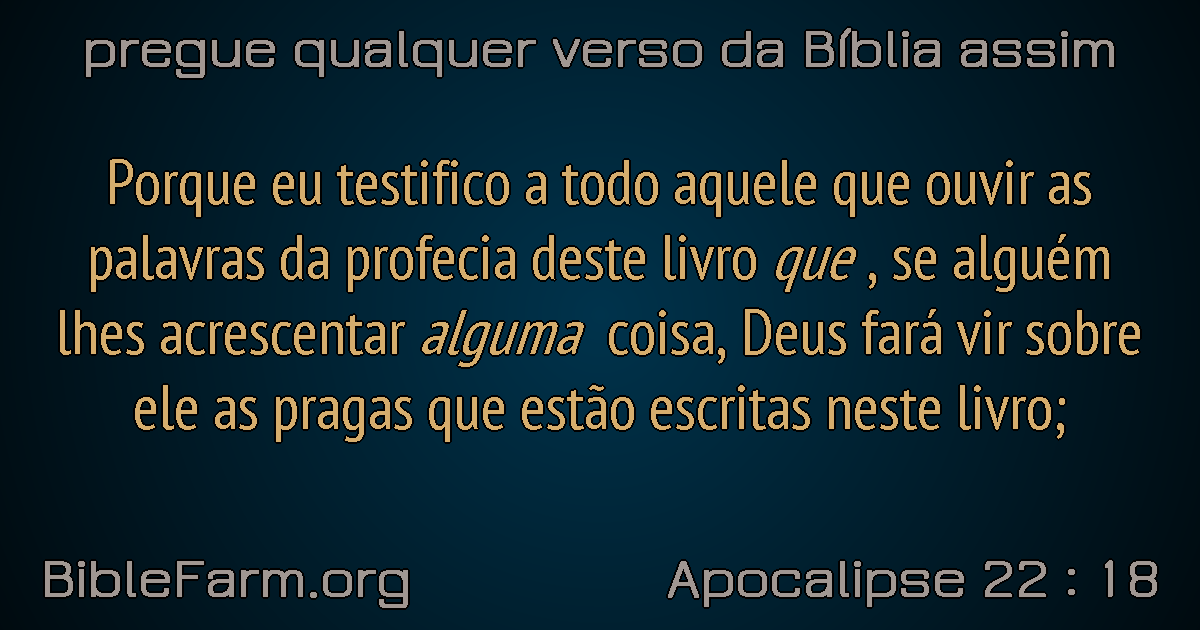 pregue qualquer verso da Bíblia assim
Porque eu testifico a todo aquele que ouvir as
palavras da profecia deste livro que , se alguém
lhes acrescentar alguma coisa, Deus fará vir sobre
ele as pragas que estão escritas neste livro;
BibleFarm.org
Apocalipse 22 : 18